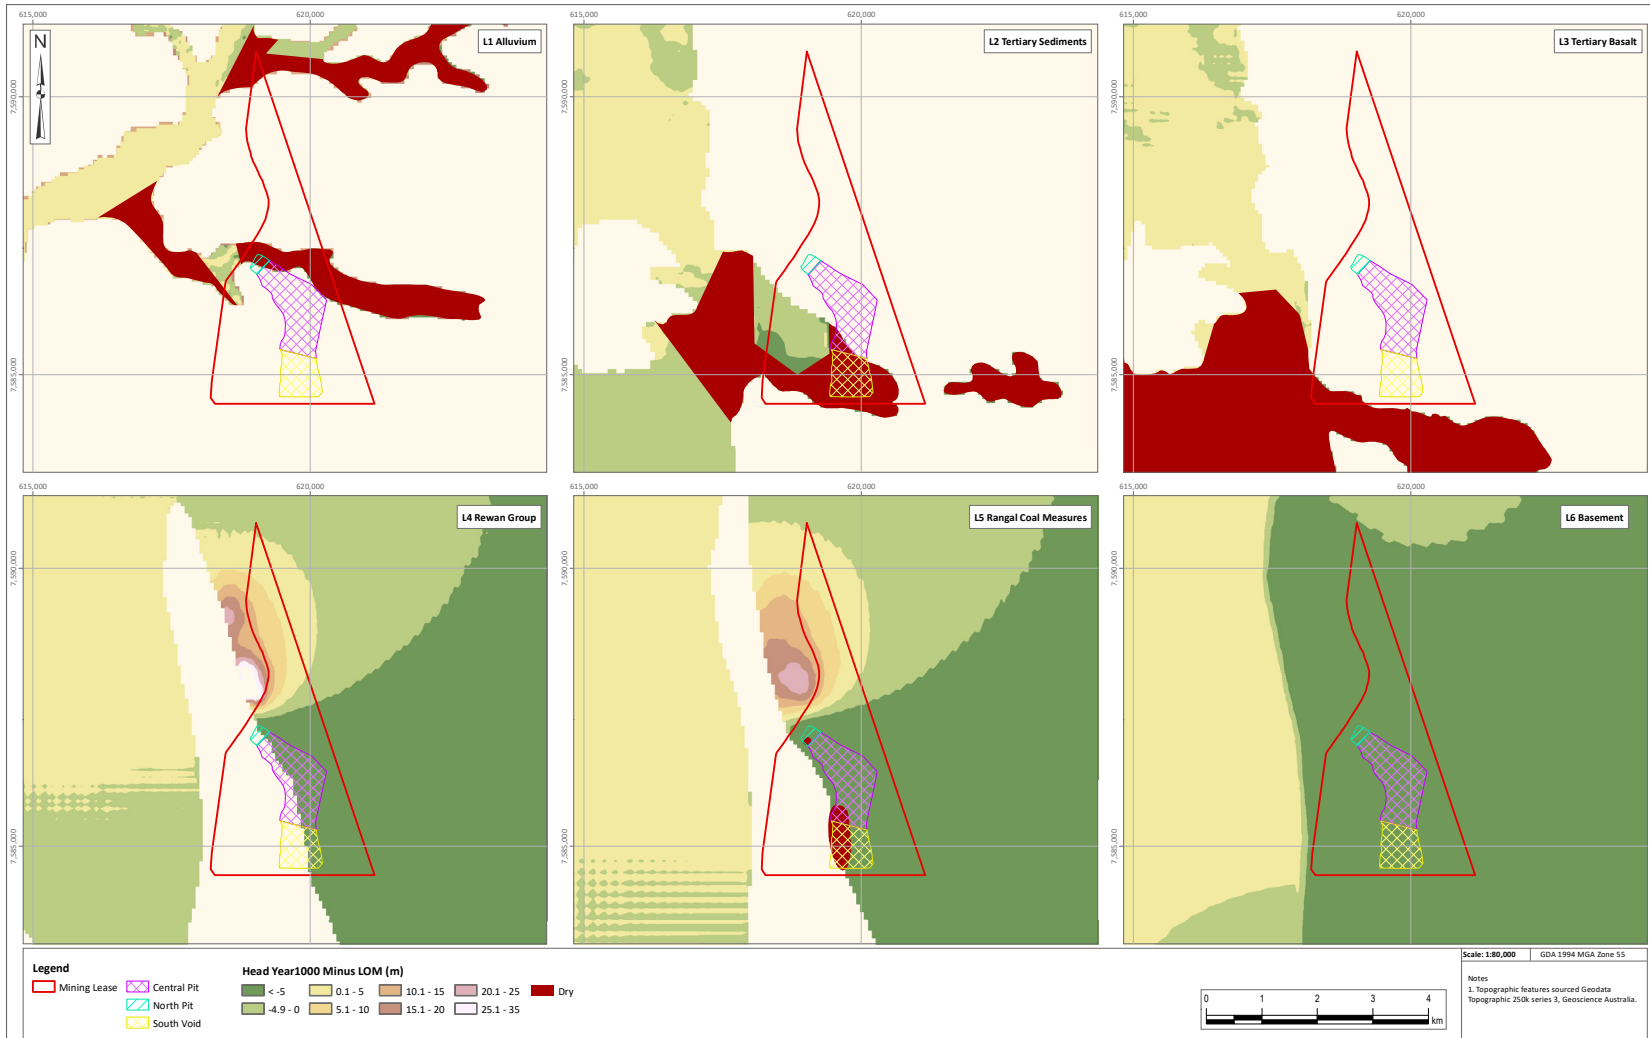 615,000
620,000
615,000
620,000
615,000
620,000
L1 Alluvium
L2 Tertiary Sediments
L3 Tertiary Basalt
N
7,590,000
7,590,000
7,590,000
7,585,000
7,585,000
7,585,000
615,000
620,000
615,000
620,000
615,000
620,000
L4 Rewan Group
L5 Rangal Coal Measures
L6 Basement
7,590,000
7,590,000
7,590,000
7,585,000
7,585,000
7,585,000
Legend
Mining Lease
Central Pit
North Pit
South Void
Head Year1000 Minus LOM (m)
< -5
0.1 - 5
10.1 - 15
20.1 - 25
Dry
-4.9 - 0
5.1 - 10
15.1 - 20
25.1 - 35
0 1 2 3 4
km
Scale: 1:80,000
GDA 1994 MGA Zone 55
Notes
1. Topographic features sourced Geodata
Topographic 250k series 3, Geoscience Australia.